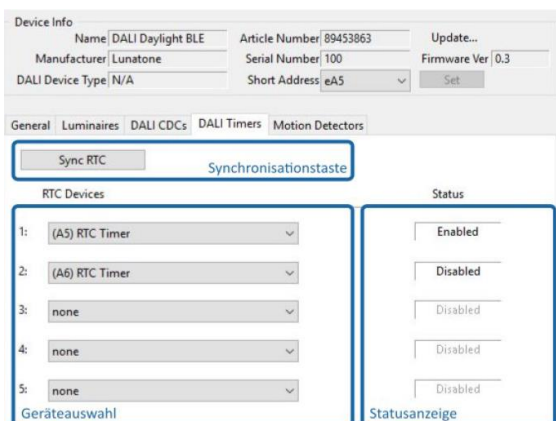 Device Info
Name DALI Daylight BLE Article Number 89453863 Update...
Manufacturer Lunatone Serial Number 100 Firmware Ver 0.3
DALI Device Type N/A Short Address eA5 Set
General Luminaires DALI CDCs DALI Timers Motion Detectors
Sync RTC Synchronisationstaste
RTC Devices Status
1: (A5) RTC Timer Enabled
2: (A6) RTC Timer Disabled
3: none Disabled
4: none Disabled
5: none Disabled
Geräteauswahl Statusanzeige